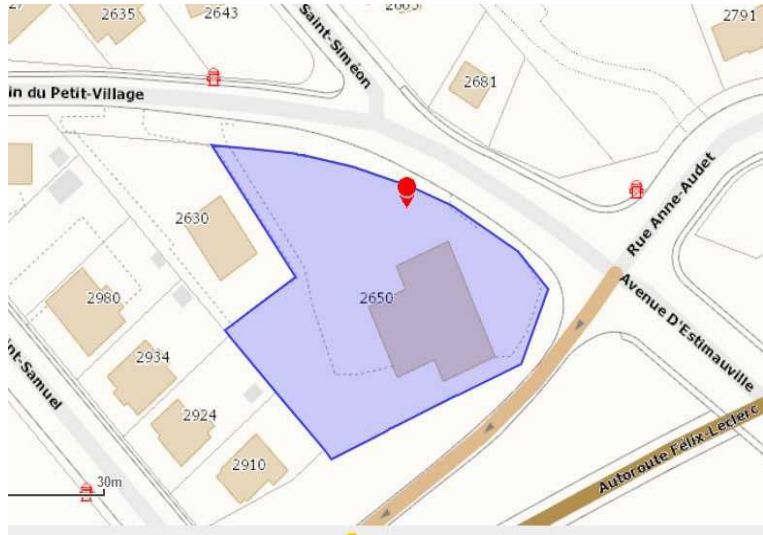 2635
2643
2791
Saint-Siméon
2681
in du Petit-Village
Rue Anne-Audet
2630
2650
2980
Avenue D'Estimauville
2934
nt-Samuel
2924
Autoroute Félix-Leclerc
2910
30m